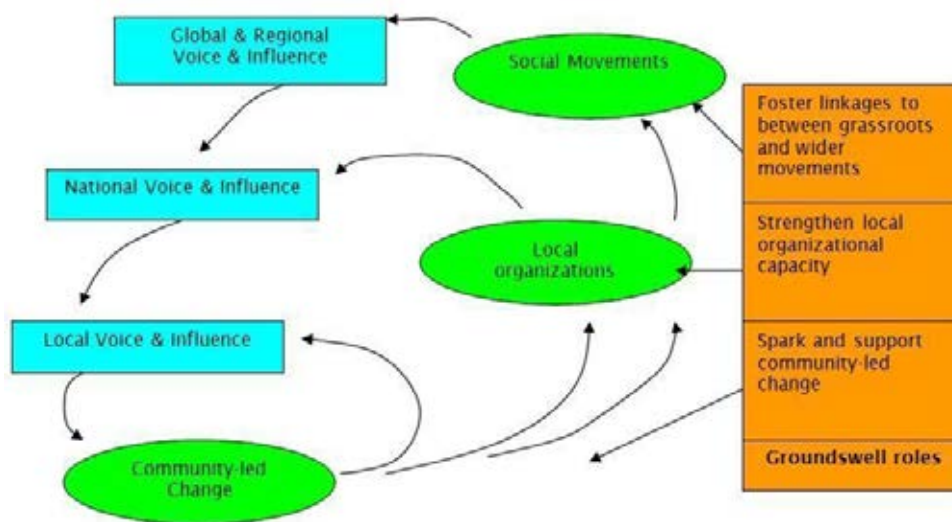 Global & Regional
Voice & Influence
Social Movements
Foster linkages to
between grassroots
and wider
movements
National Voice & Influence
Local
organizations
Strengthen local
organizational
capacity
Local Voice & Influence
Spark and support
community-led
change
Community-led
Change
Groundswell roles